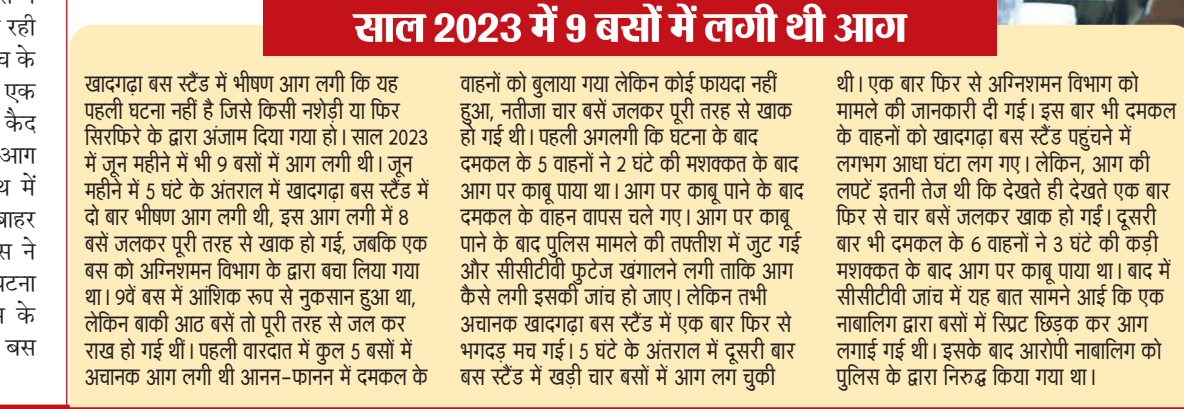 रही
एक
कैद
आग
में
बाहर
ने
के
बस
साल 2023 में 9 बसों में लगी थी आग
खादगढ़ा बस स्टैंड में भीषण आग लगी कि यह
पहली घटना नहीं है जिसे किसी नशेड़ी या फिर
सिरफिरे के द्वारा अंजाम दिया गया हो। साल 2023
में जून महीने में भी 9 बसों में आग लगी थी। जून
महीने में 5 घंटे के अंतराल में खादगढ़ा बस स्टैंड में
दो बार भीषण आग लगी थी, इस आग लगी में 8
बसें जलकर पूरी तरह से खाक हो गई, जबकि एक
बस को अग्निशमन विभाग के द्वारा बचा लिया गया
था। 9वें बस में आंशिक रूप से नुकसान हुआ था,
लेकिन बाकी आठ बसें तो पूरी तरह से जल कर
राख हो गई थीं। पहली वारदात में कुल 5 बसों में
अचानक आग लगी थी आनन-फानन में दमकल के
वाहनों को बुलाया गया लेकिन कोई फायदा नहीं
हुआ, नतीजा चार बसें जलकर पूरी तरह से खाक
हो गई थी। पहली अगलगी कि घटना के बाद
दमकल के 5 वाहनों ने 2 घंटे की मशक्कत के बाद
आग पर काबू पाया था। आग पर काबू पाने के बाद
दमकल के वाहन वापस चले गए। आग पर काबू
पाने के बाद पुलिस मामले की तफ्तीश में जुट गई
और सीसीटीवी फुटेज खंगालने लगी ताकि आग
कैसे लगी इसकी जांच हो जाए। लेकिन तभी
अचानक खादगढ़ा बस स्टैंड में एक बार फिर से
भगदड़ मच गई। 5 घंटे के अंतराल में दूसरी बार
बस स्टैंड में खड़ी चार बसों में आग लग चुकी
थी। एक बार फिर से अग्निशमन विभाग को
मामले की जानकारी दी गई। इस बार भी दमकल
के वाहनों को खादगढ़ा बस स्टैंड पहुंचने में
लगभग आधा घंटा लग गए। लेकिन, आग की
लपटें इतनी तेज थी कि देखते ही देखते एक बार
फिर से चार बसें जलकर खाक हो गईं। दूसरी
बार भी दमकल के 6 वाहनों ने 3 घंटे की कड़ी
मशक्कत के बाद आग पर काबू पाया था। बाद में
सीसीटीवी जांच में यह बात सामने आई कि एक
नाबालिग द्वारा बसों में स्प्रिट छिड़क कर आग
लगाई गई थी। इसके बाद आरोपी नाबालिग को
पुलिस के द्वारा निरुद्ध किया गया था।